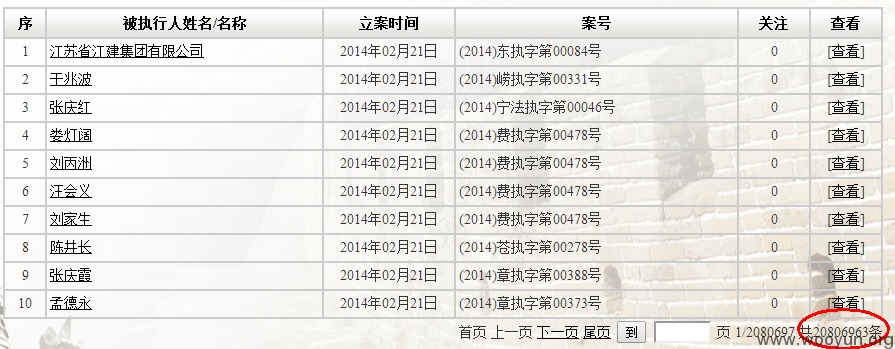 序 被执行人姓名/名称 立案时间 案号 关注 查看
1 江苏省江建集团有限公司 2014年02月21日 (2014)东执字第00084号 0 [查看]
2 于兆波 2014年02月21日 (2014)崂执字第00331号 0 [查看]
3 张庆红 2014年02月21日 (2014)宁法执字第00046号 0 [查看]
4 娄灯阔 2014年02月21日 (2014)费执字第00478号 0 [查看]
5 刘丙洲 2014年02月21日 (2014)费执字第00478号 0 [查看]
6 汪会义 2014年02月21日 (2014)费执字第00478号 0 [查看]
7 刘家生 2014年02月21日 (2014)费执字第00478号 0 [查看]
8 陈井长 2014年02月21日 (2014)苍执字第00278号 0 [查看]
9 张庆霞 2014年02月21日 (2014)章执字第00388号 0 [查看]
10 孟德永 2014年02月21日 (2014)章执字第00373号 0 [查看]
首页 上一页 下一页 尾页 到 页 1/2080697 共20806963条
www.wooyun.org